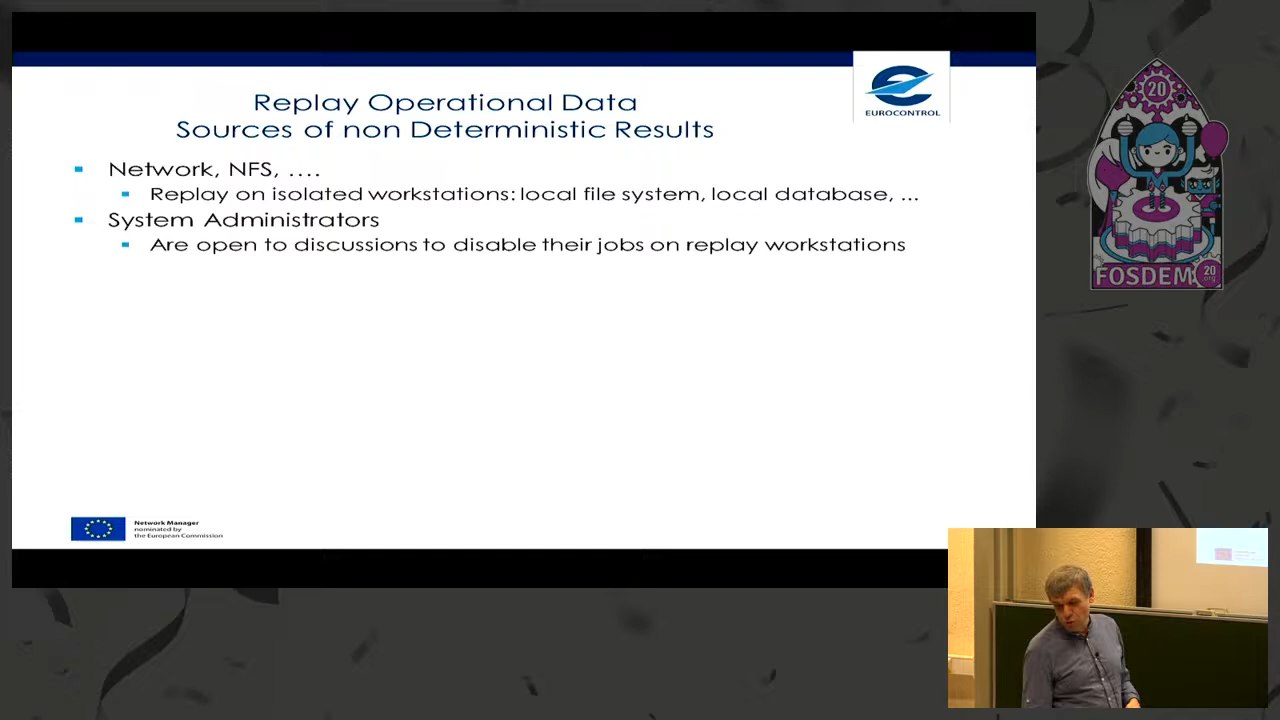 Replay Operational Data
Sources of non Deterministic Results
EUROCONTROL
Network, NFS, ....
Replay on isolated workstations: local file system, local database, ...
System Administrators
Are open to discussions to disable their jobs on replay workstations
Network Manager
nominated by
the European Commission
20
FOSDEM
20
.org